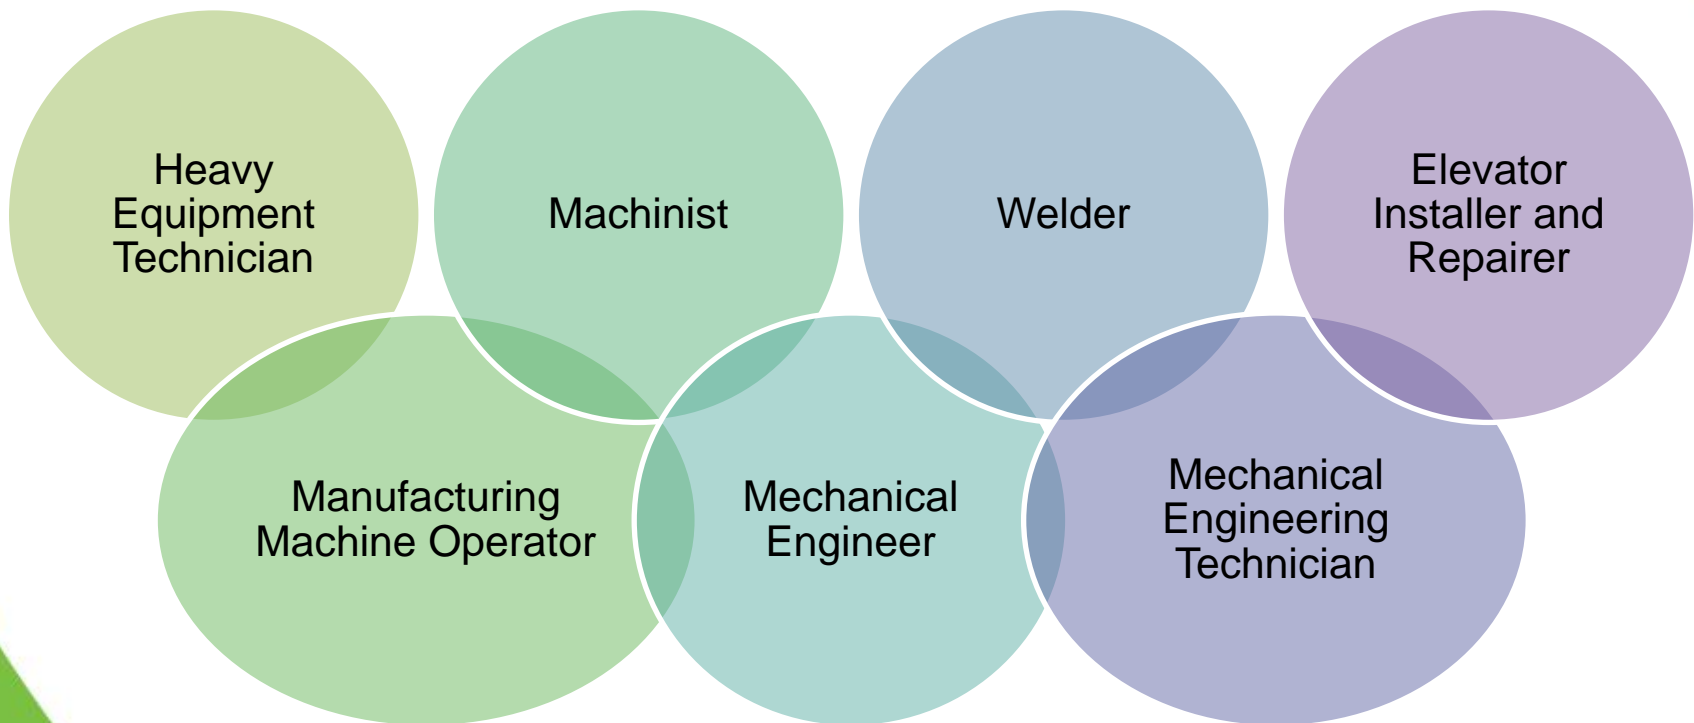 Heavy
Equipment
Technician
Machinist
Welder
Elevator
Installer and
Repairer
Manufacturing
Machine Operator
Mechanical
Engineer
Mechanical
Engineering
Technician